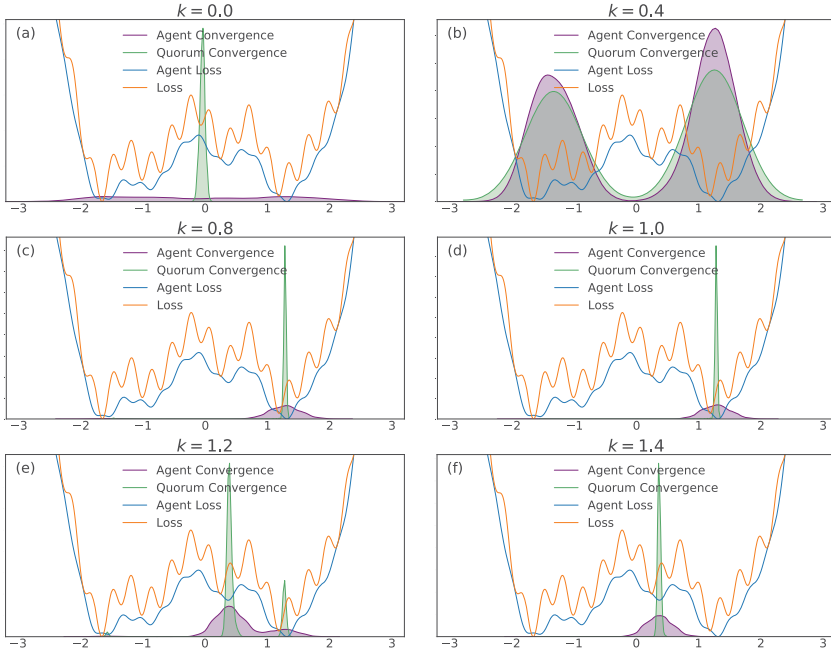 k = 0.0
(a)
Agent Convergence
Quorum Convergence
Agent Loss
Loss
−3 −2 −1 0 1 2 3
k = 0.4
(b)
Agent Convergence
Quorum Convergence
Agent Loss
Loss
−3 −2 −1 0 1 2 3
k = 0.8
(c)
Agent Convergence
Quorum Convergence
Agent Loss
Loss
−3 −2 −1 0 1 2 3
k = 1.0
(d)
Agent Convergence
Quorum Convergence
Agent Loss
Loss
−3 −2 −1 0 1 2 3
k = 1.2
(e)
Agent Convergence
Quorum Convergence
Agent Loss
Loss
−3 −2 −1 0 1 2 3
k = 1.4
(f)
Agent Convergence
Quorum Convergence
Agent Loss
Loss
−3 −2 −1 0 1 2 3